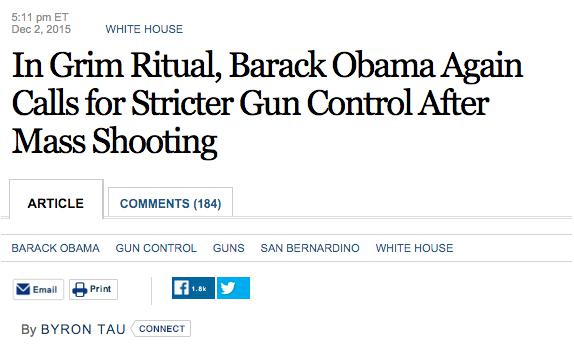 5:11 pm ET
Dec 2, 2015 WHITE HOUSE
In Grim Ritual, Barack Obama Again
Calls for Stricter Gun Control After
Mass Shooting
ARTICLE COMMENTS (184)
BARACK OBAMA GUN CONTROL GUNS SAN BERNARDINO WHITE HOUSE
Email Print f 1.8k
By BYRON TAU CONNECT